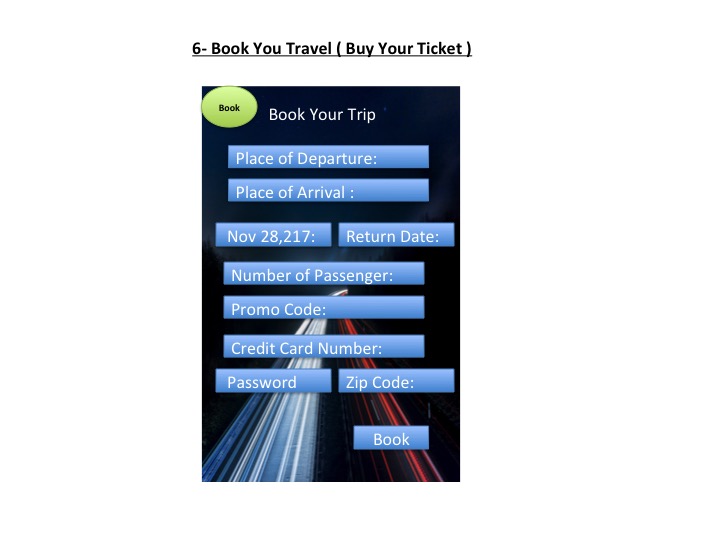 6- Book You Travel ( Buy Your Ticket )
Book
Book Your Trip
Place of Departure:
Place of Arrival :
Nov 28,217: Return Date:
Number of Passenger:
Promo Code:
Credit Card Number:
Password Zip Code:
Book